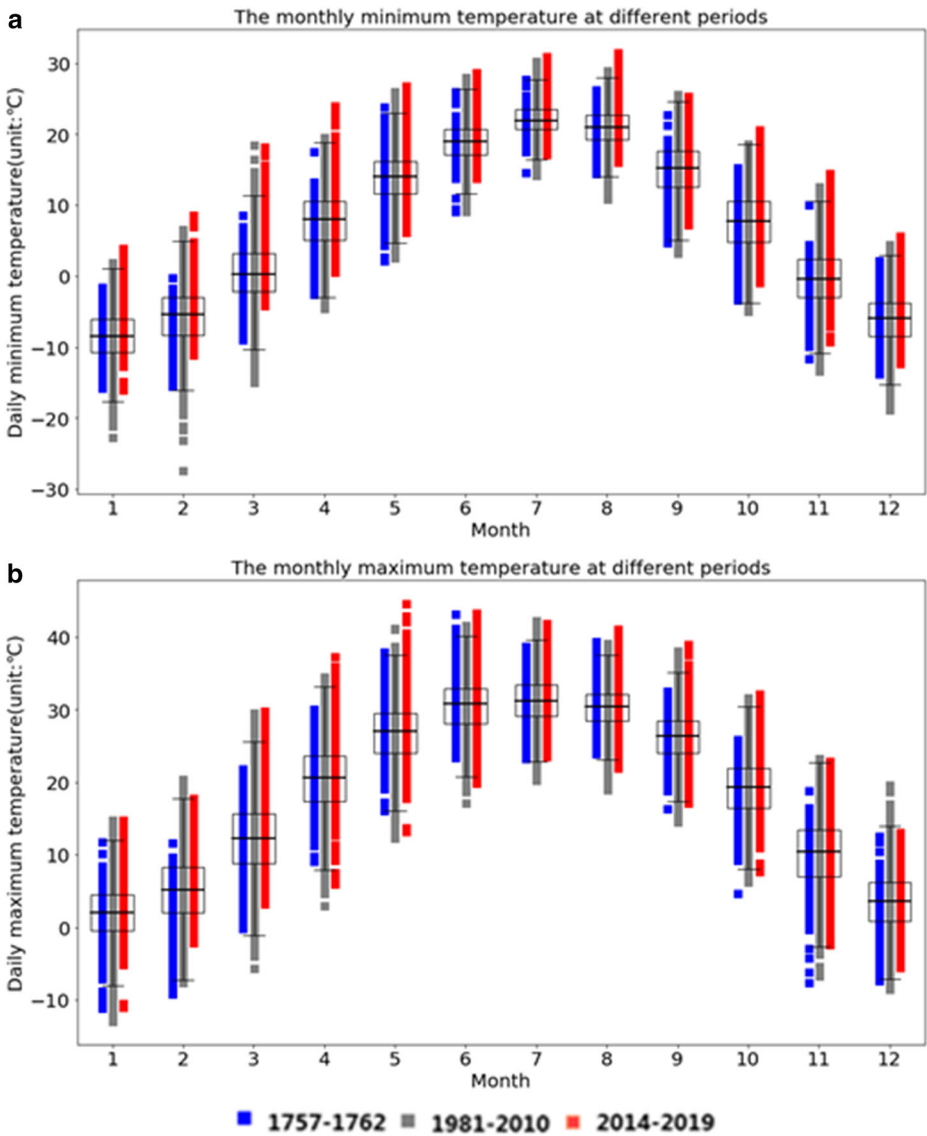 a
The monthly minimum temperature at different periods
Daily minimum temperature(unit:°C)
30
20
10
0
−10
−20
−30
1 2 3 4 5 6 7 8 9 10 11 12
Month
b
The monthly maximum temperature at different periods
Daily maximum temperature(unit:°C)
40
30
20
10
0
−10
1 2 3 4 5 6 7 8 9 10 11 12
Month
1757-1762 1981-2010 2014-2019